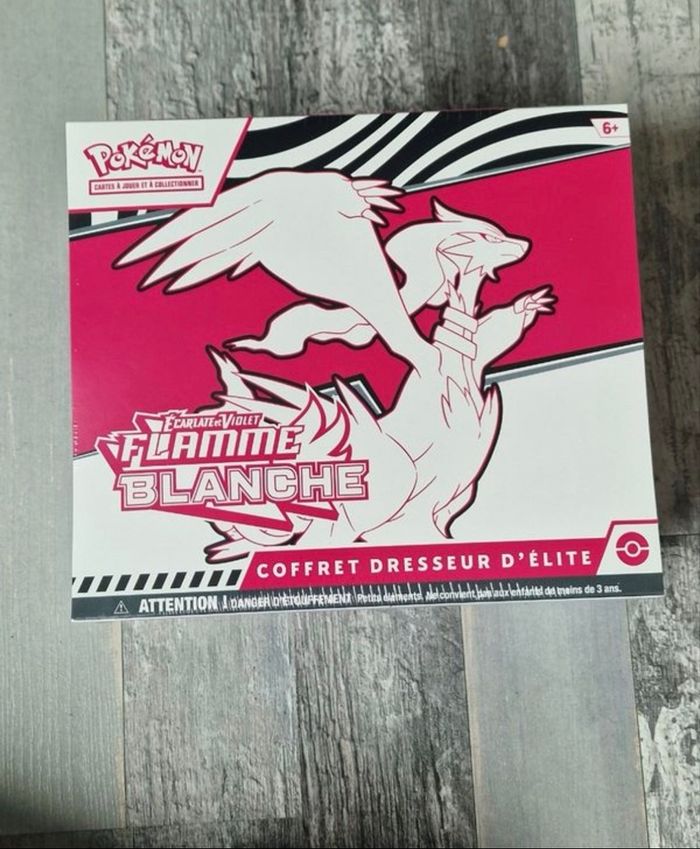 POKéMON
CARTES À JOUER ET À COLLECTIONNER
6+
ÉCARLATE ET VIOLET
FLAMME
BLANCHE
COFFRET DRESSEUR D'ÉLITE
ATTENTION ! DANGER D'ÉTOUFFEMENT Petits éléments. Ne convient pas aux enfants de moins de 3 ans.